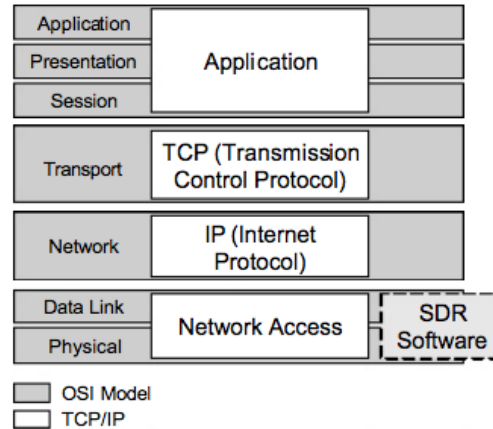 Application
Presentation
Session
Application
Transport
TCP (Transmission
Control Protocol)
Network
IP (Internet
Protocol)
Data Link
Physical
Network Access
SDR
Software
OSI Model
TCP/IP